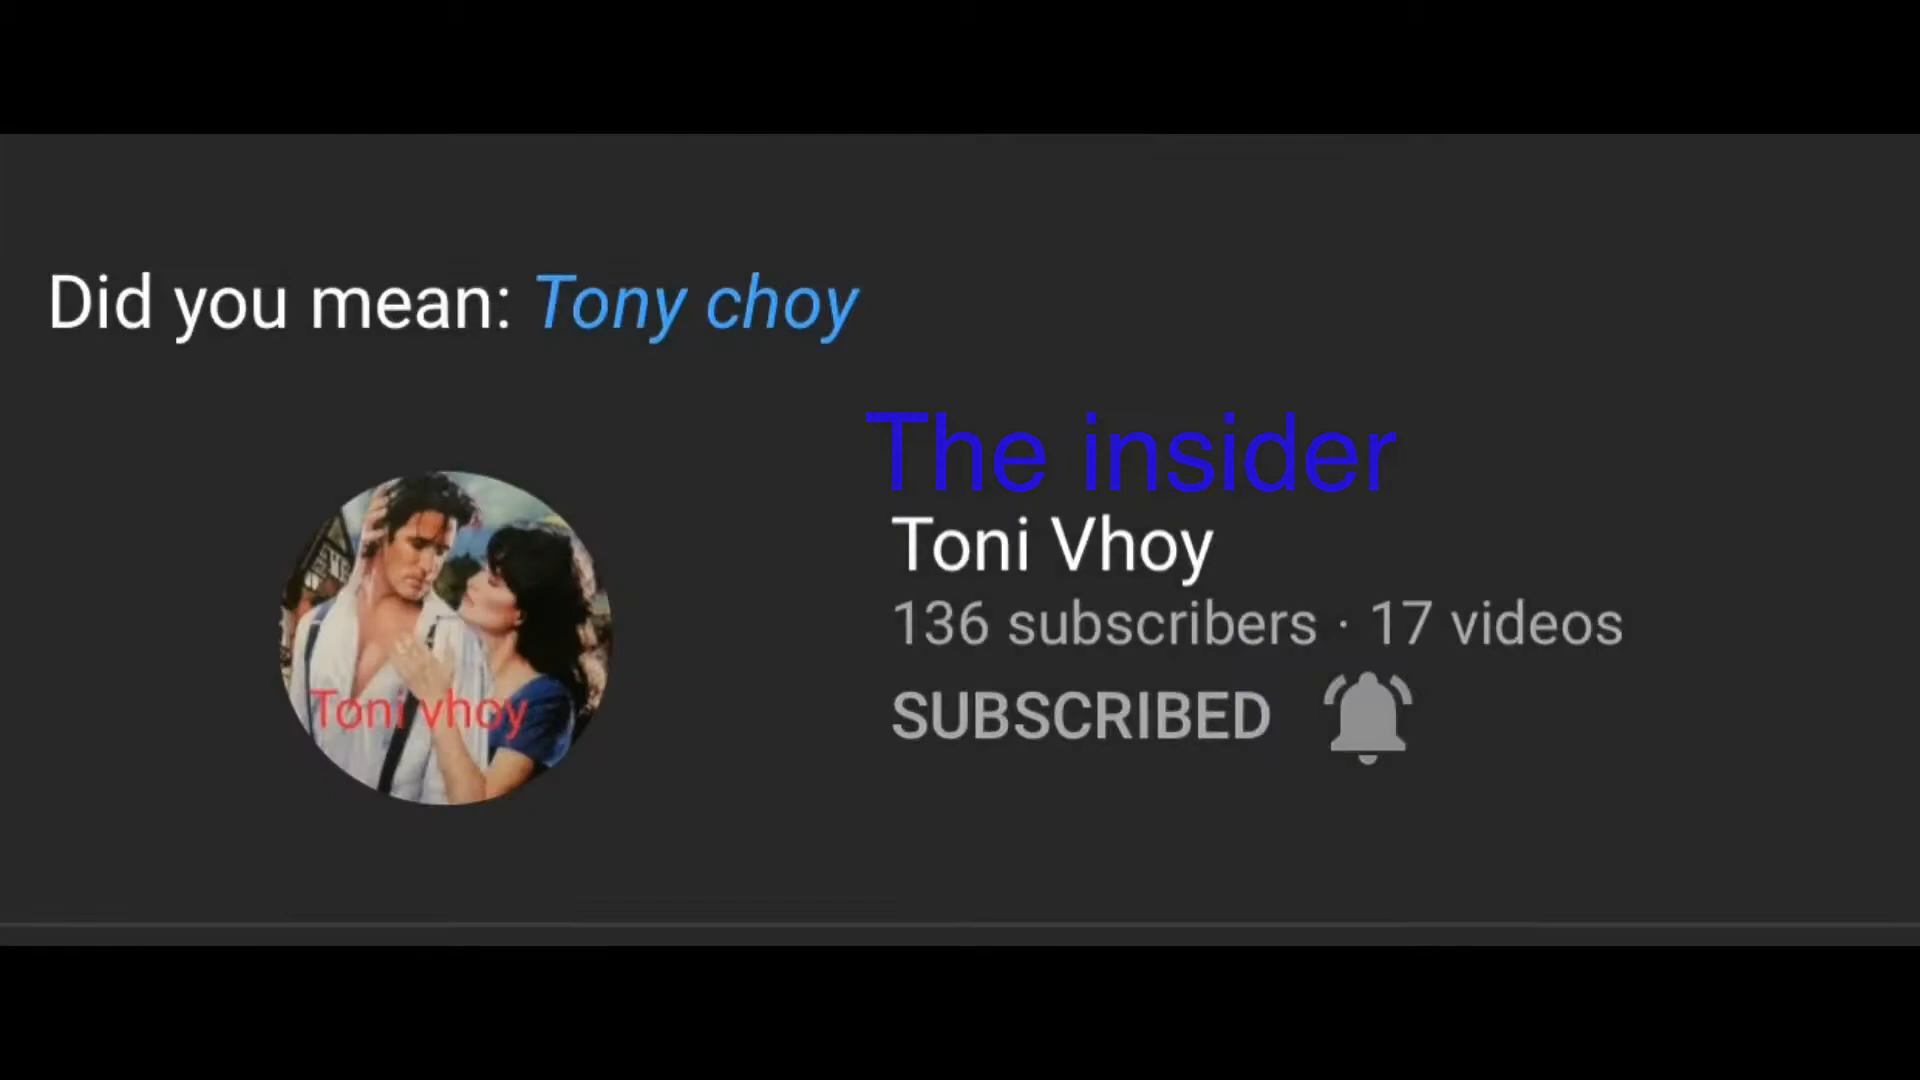 Did you mean: Tony choy
The insider
Toni Vhoy
136 subscribers · 17 videos
SUBSCRIBED
Toni vhoy